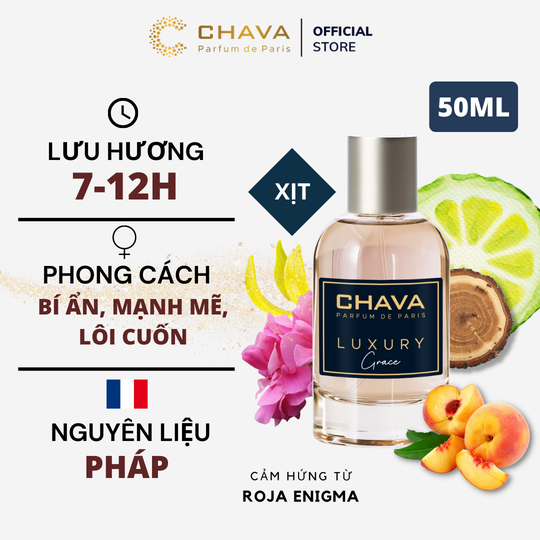 CHAVA
Parfum de Paris
OFFICIAL
STORE
50ML
LƯU HƯƠNG
7-12H
XỊT
PHONG CÁCH
BÍ ẨN, MẠNH MẼ,
LÔI CUỐN
CHAVA
PARFUM DE PARIS
LUXURY
Grace
NGUYÊN LIỆU
PHÁP
CẢM HỨNG TỪ
ROJA ENIGMA